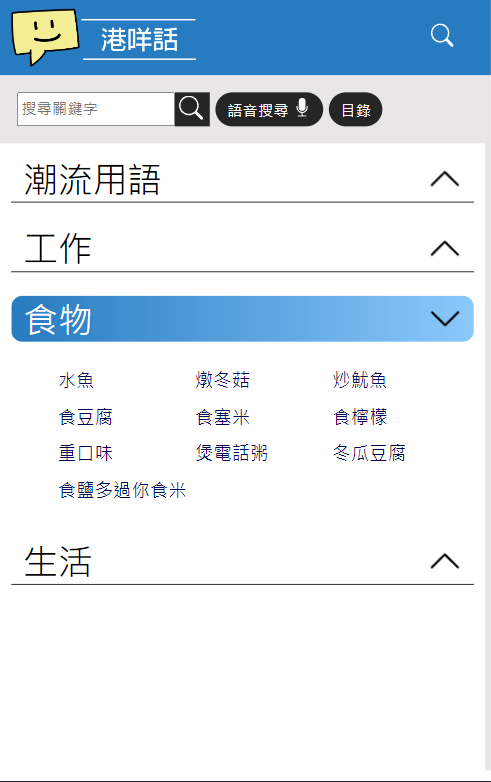 港咩話
搜尋關鍵字 語音搜尋 目錄
潮流用語
工作
食物
水魚 燉冬菇 炒魷魚
食豆腐 食塞米 食檸檬
重口味 煲電話粥 冬瓜豆腐
食鹽多過你食米
生活